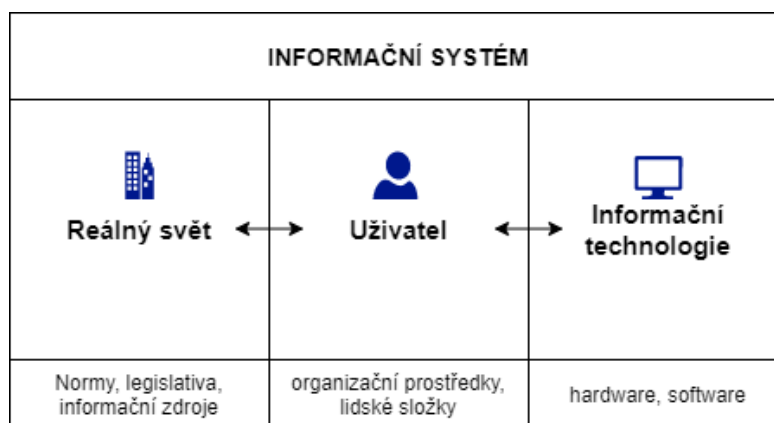 INFORMAČNÍ SYSTÉM
Reálný svět
Uživatel
Informační
technologie
Normy, legislativa,
informační zdroje
organizační prostředky,
lidské složky
hardware, software